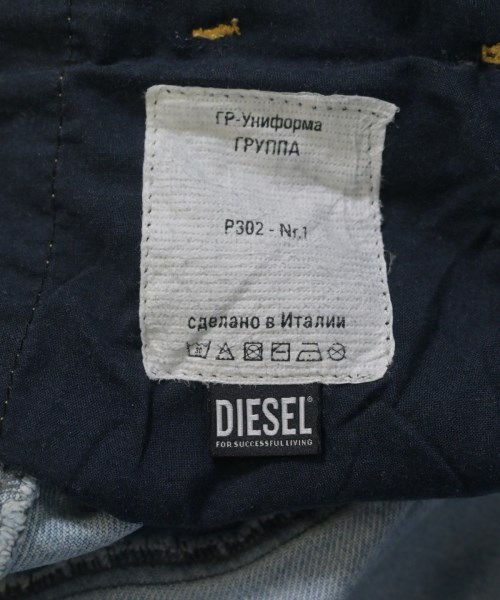 ГР-Униформа
ГРУППА
P302 - Nr.1
сделано в Италии
DIESEL®
FOR SUCCESSFUL LIVING